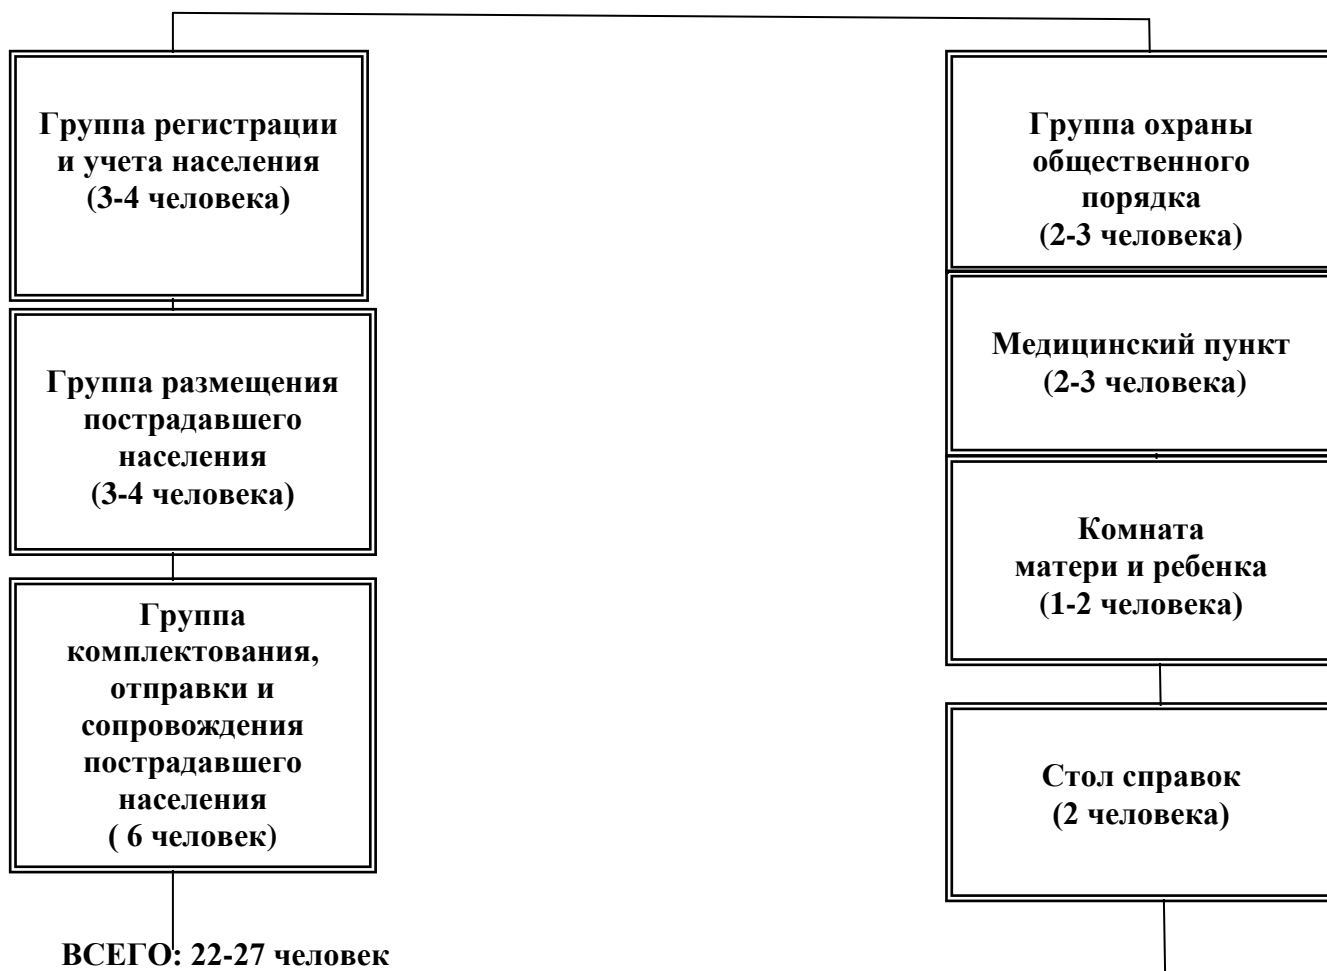 Группа регистрации
и учета населения
(3-4 человека)
Группа размещения
пострадавшего
населения
(3-4 человека)
Группа
комплектования,
отправки и
сопровождения
пострадавшего
населения
( 6 человек)
ВСЕГО: 22-27 человек
Группа охраны
общественного
порядка
(2-3 человека)
Медицинский пункт
(2-3 человека)
Комната
матери и ребенка
(1-2 человека)
Стол справок
(2 человека)